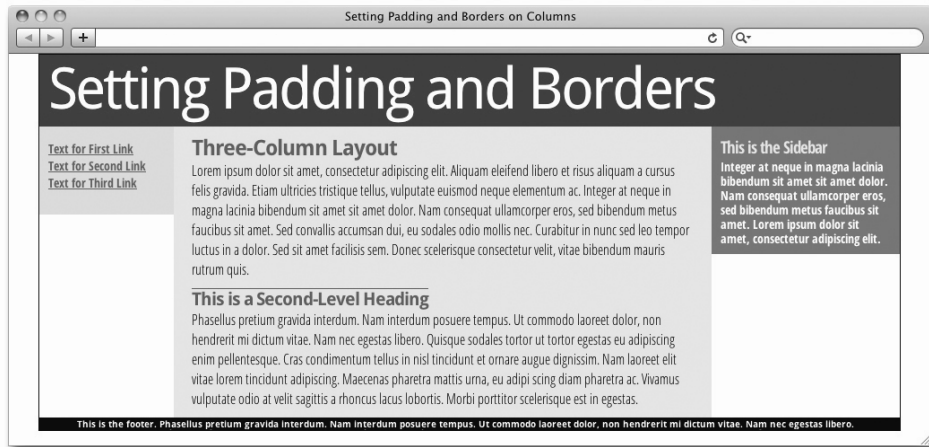 Setting Padding and Borders on Columns
Setting Padding and Borders
Text for First Link
Text for Second Link
Text for Third Link
Three-Column Layout
Lorem ipsum dolor sit amet, consectetur adipiscing elit. Aliquam eleifend libero et risus aliquam a cursus
felis gravida. Etiam ultricies tristique tellus, vulputate euismod neque elementum ac. Integer at neque in
magna lacinia bibendum sit amet sit amet dolor. Nam consequat ullamcorper eros, sed bibendum metus
faucibus sit amet. Sed convallis accumsan dui, eu sodales odio mollis nec. Curabitur in nunc sed leo tempor
luctus in a dolor. Sed sit amet facilisis sem. Donec scelerisque consectetur velit, vitae bibendum mauris
rutrum quis.
This is a Second-Level Heading
Phasellus pretium gravida interdum. Nam interdum posuere tempus. Ut commodo laoreet dolor, non
hendrerit mi dictum vitae. Nam nec egestas libero. Quisque sodales tortor ut tortor egestas eu adipiscing
enim pellentesque. Cras condimentum tellus in nisl tincidunt et ornare augue dignissim. Nam laoreet elit
vitae lorem tincidunt adipiscing. Maecenas pharetra mattis urna, eu adipi scing diam pharetra ac. Vivamus
vulputate odio at velit sagittis a rhoncus lacus lobortis. Morbi porttitor scelerisque est in egestas.
This is the Sidebar
Integer at neque in magna lacinia
bibendum sit amet sit amet dolor.
Nam consequat ullamcorper eros,
sed bibendum metus faucibus sit
amet. Lorem ipsum dolor sit
amet, consectetur adipiscing elit.
This is the footer. Phasellus pretium gravida interdum. Nam interdum posuere tempus. Ut commodo laoreet dolor, non hendrerit mi dictum vitae. Nam nec egestas libero.